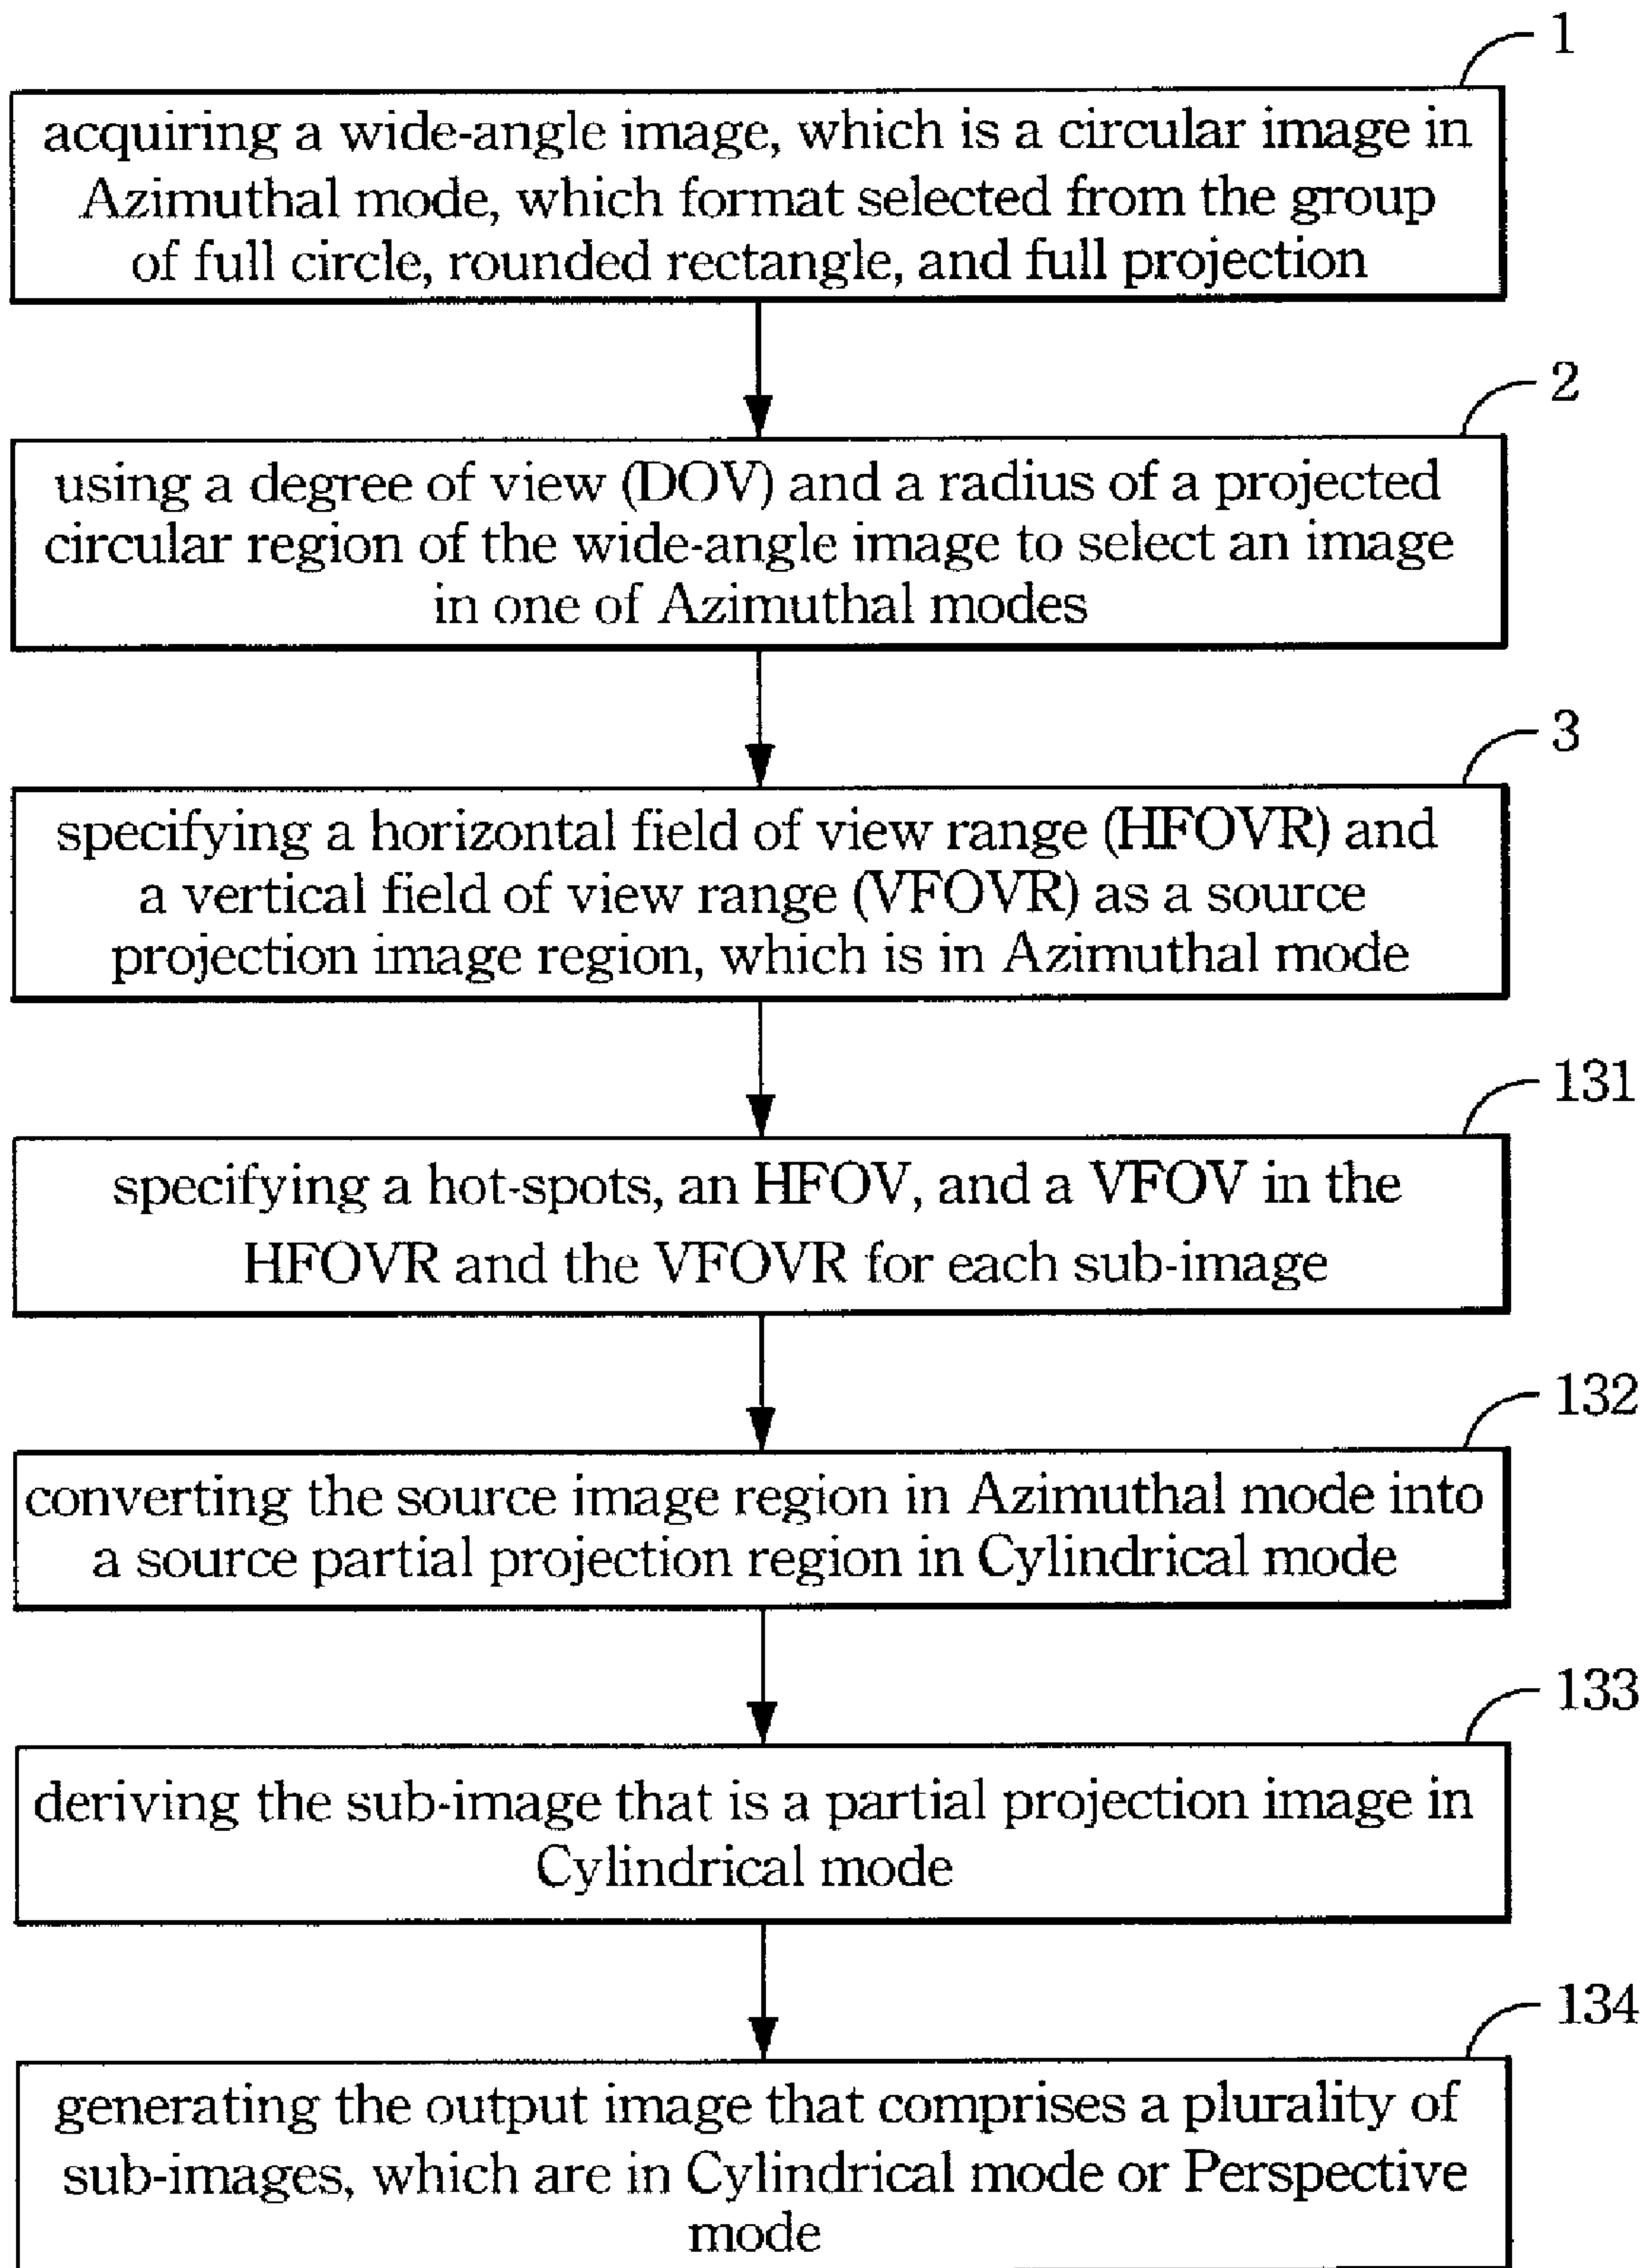 1
acquiring a wide-angle image, which is a circular image in
Azimuthal mode, which format selected from the group
of full circle, rounded rectangle, and full projection
2
using a degree of view (DOV) and a radius of a projected
circular region of the wide-angle image to select an image
in one of Azimuthal modes
3
specifying a horizontal field of view range (HFOVR) and
a vertical field of view range (VFOVR) as a source
projection image region, which is in Azimuthal mode
131
specifying a hot-spots, an HFOV, and a VFOV in the
HFOVR and the VFOVR for each sub-image
132
converting the source image region in Azimuthal mode into
a source partial projection region in Cylindrical mode
133
deriving the sub-image that is a partial projection image in
Cylindrical mode
134
generating the output image that comprises a plurality of
sub-images, which are in Cylindrical mode or Perspective
mode